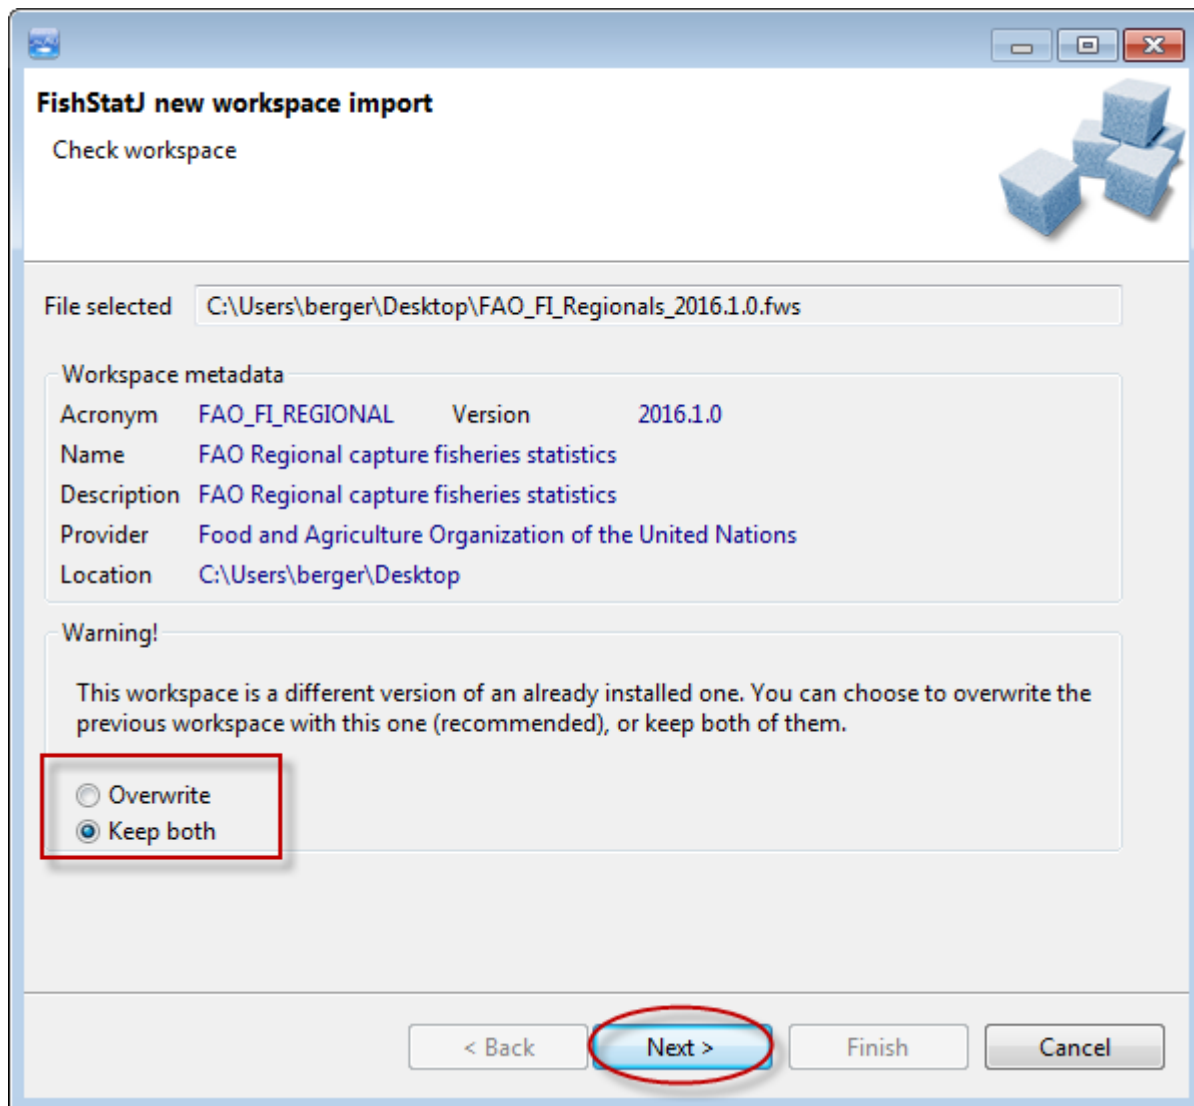 FishStatJ new workspace import
Check workspace
File selected C:\Users\berger\Desktop\FAO_FI_Regionals_2016.1.0.fws
Workspace metadata
Acronym FAO_FI_REGIONAL Version 2016.1.0
Name FAO Regional capture fisheries statistics
Description FAO Regional capture fisheries statistics
Provider Food and Agriculture Organization of the United Nations
Location C:\Users\berger\Desktop
Warning!
This workspace is a different version of an already installed one. You can choose to overwrite the
previous workspace with this one (recommended), or keep both of them.
Overwrite
Keep both
< Back Next > Finish Cancel